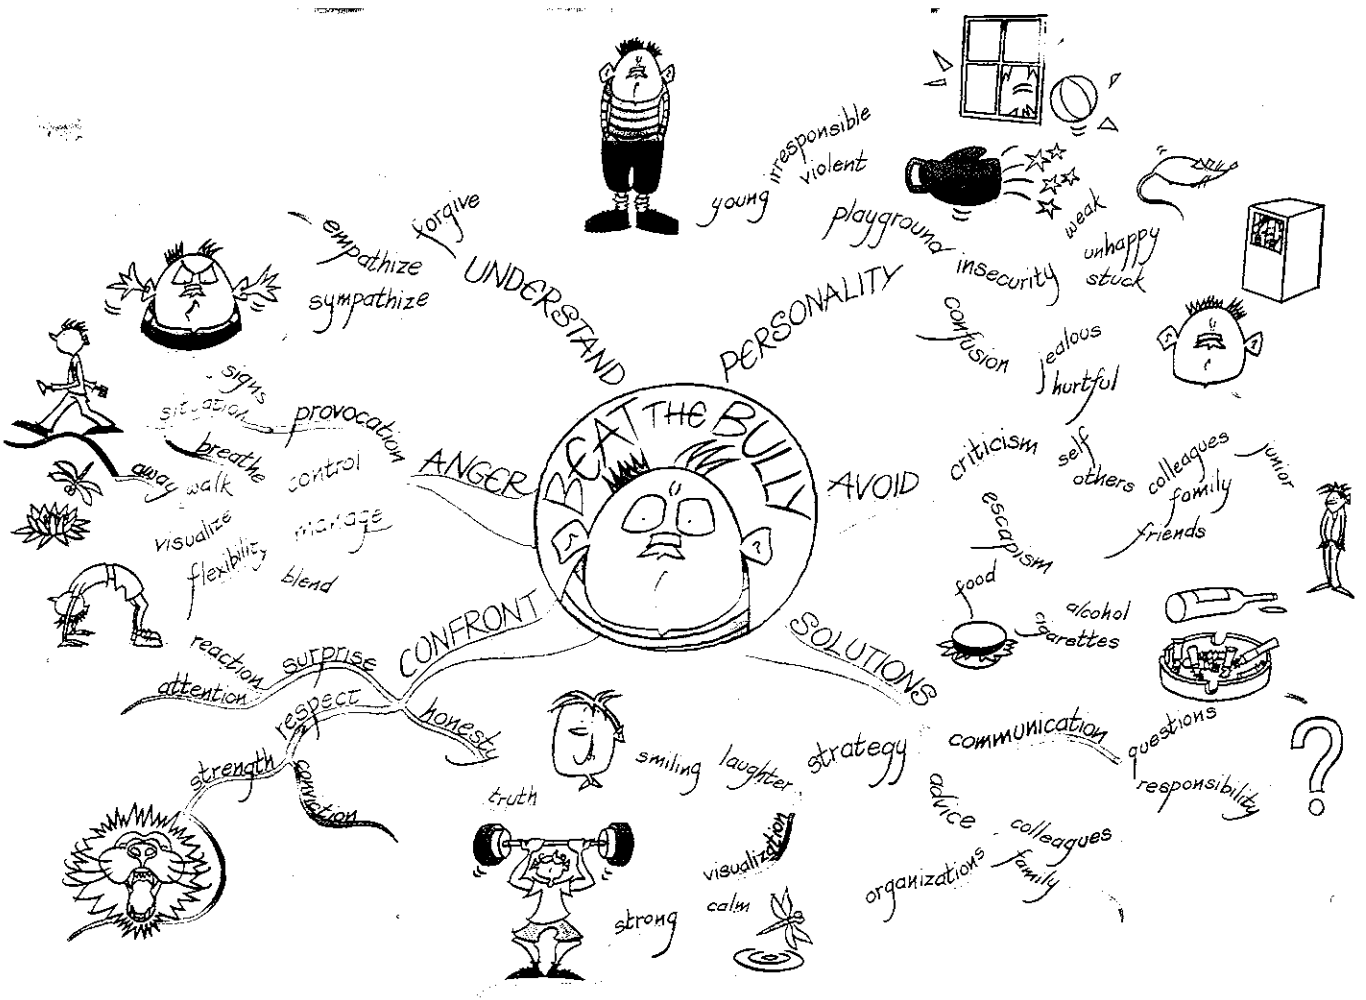 BEAT THE BULLY
PERSONALITY
young
irresponsible
violent
playground
insecurity
weak
unhappy
stuck
confusion
jealous
hurtful
AVOID
criticism
self
others
colleagues
family
friends
junior
escapism
food
alcohol
cigarettes
SOLUTIONS
communication
questions
responsibility
?
advice
colleagues
family
organizations
strategy
laughter
smiling
visualization
calm
strong
CONFRONT
honesty
truth
respect
conviction
strength
surprise
reaction
attention
ANGER
provocation
signs
situation
control
breathe
walk
away
manage
visualize
blend
flexibility
UNDERSTAND
forgive
empathize
sympathize